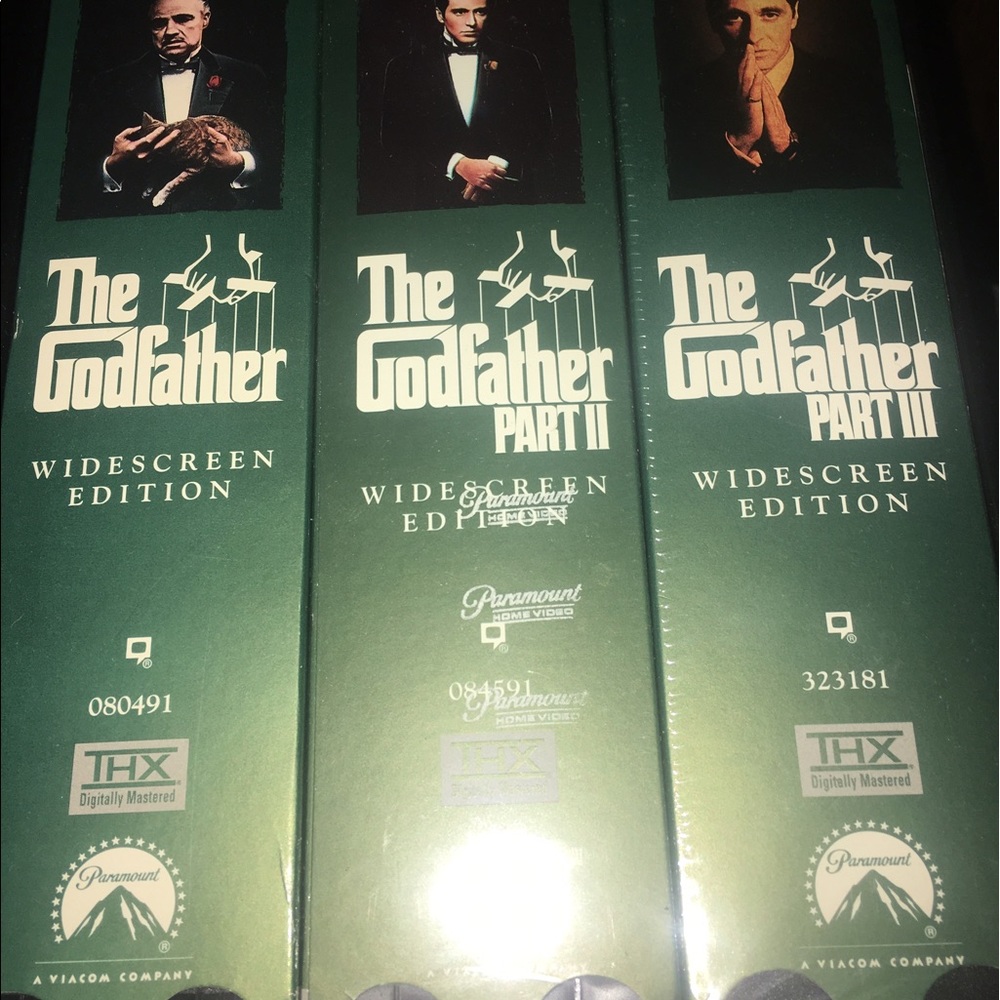 The
Godfather
WIDESCREEN
EDITION
080491
THX
Digitally Mastered
Paramount
®
A VIACOM COMPANY
The
Godfather
PART II
WIDESCREEN
EDITION
Paramount
HOME VIDEO
Paramount
HOME VIDEO
084591
Paramount
HOME VIDEO
THX
Digitally Mastered
The
Godfather
PART III
WIDESCREEN
EDITION
323181
THX
Digitally Mastered
Paramount
®
A VIACOM COMPANY